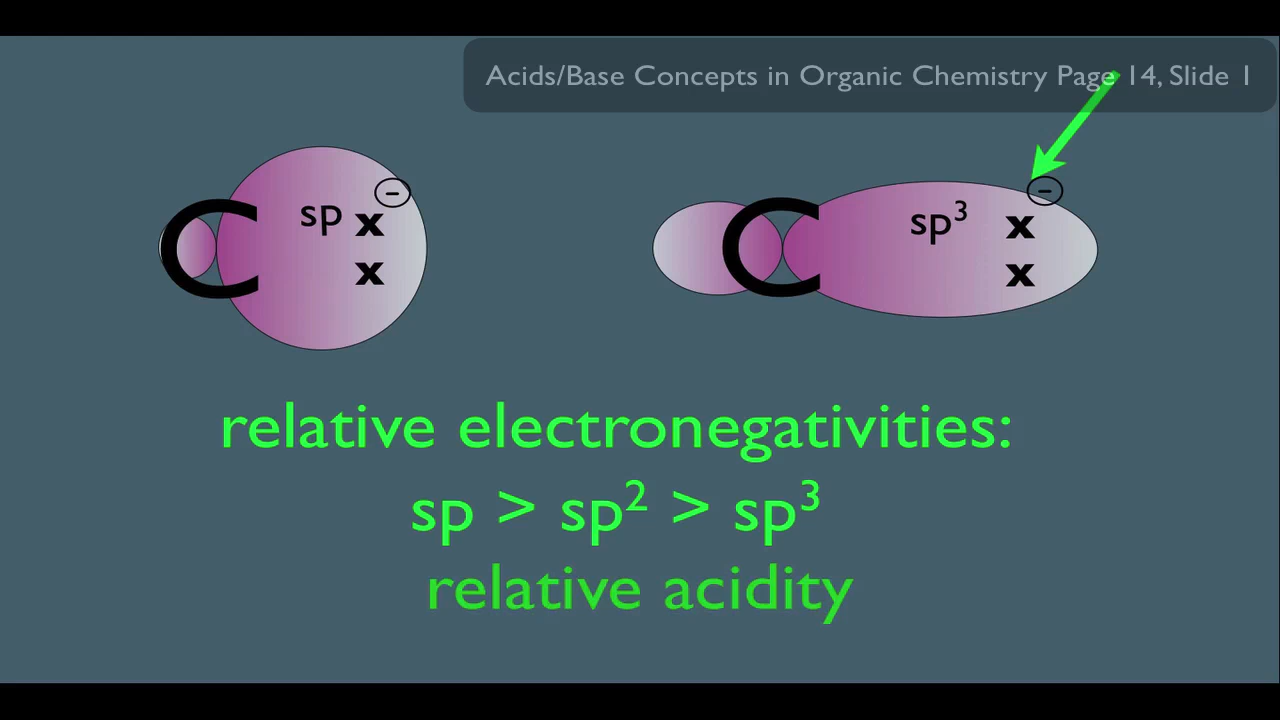 Acids/Base Concepts in Organic Chemistry Page 14, Slide 1
C sp x − x
C sp³ x − x
relative electronegativities:
sp > sp² > sp³
relative acidity